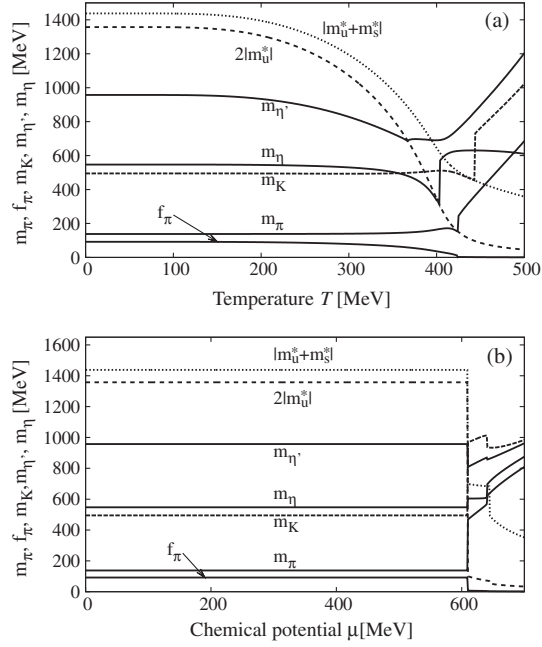 (a)
|m*u+m*s|
2|m*u|
mη'
mη
mK
fπ
mπ
1400
1200
1000
800
600
400
200
0
0 100 200 300 400 500
mπ, fπ, mK, mη', mη [MeV]
Temperature T [MeV]
(b)
|m*u+m*s|
2|m*u|
mη'
mη
mK
fπ
mπ
1600
1400
1200
1000
800
600
400
200
0
0 200 400 600
mπ, fπ, mK, mη', mη [MeV]
Chemical potential μ[MeV]